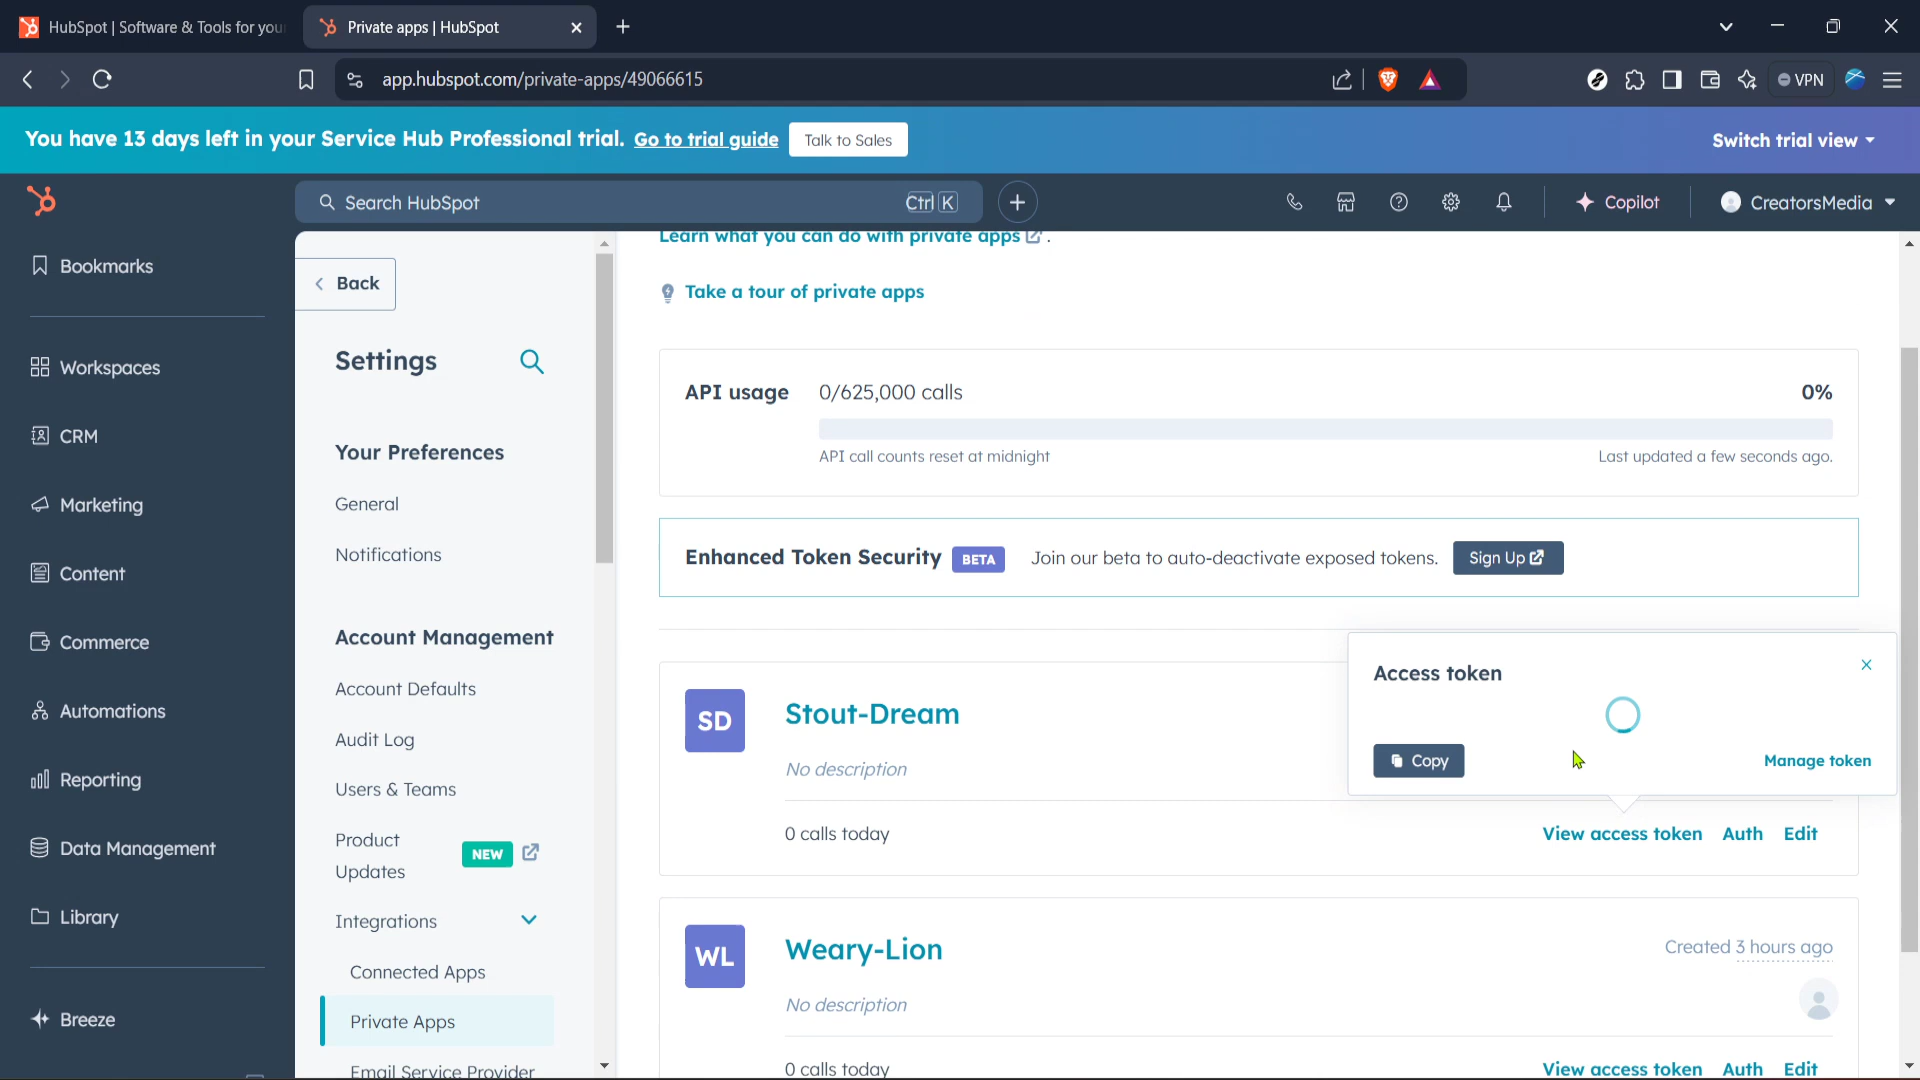 HubSpot | Software & Tools for you
Private apps | HubSpot
app.hubspot.com/private-apps/49066615
VPN
You have 13 days left in your Service Hub Professional trial. Go to trial guide Talk to Sales
Switch trial view
Search HubSpot
Ctrl K
Copilot
CreatorsMedia
Bookmarks
Workspaces
CRM
Marketing
Content
Commerce
Automations
Reporting
Data Management
Library
Breeze
Back
Settings
Your Preferences
General
Notifications
Account Management
Account Defaults
Audit Log
Users & Teams
Product
Updates
NEW
Integrations
Connected Apps
Private Apps
Email Service Provider
Learn what you can do with private apps .
Take a tour of private apps
API usage 0/625,000 calls 0%
API call counts reset at midnight Last updated a few seconds ago.
Enhanced Token Security BETA Join our beta to auto-deactivate exposed tokens. Sign Up
Access token
Copy Manage token
SD Stout-Dream
No description
0 calls today View access token Auth Edit
WL Weary-Lion Created 3 hours ago
No description
0 calls today View access token Auth Edit